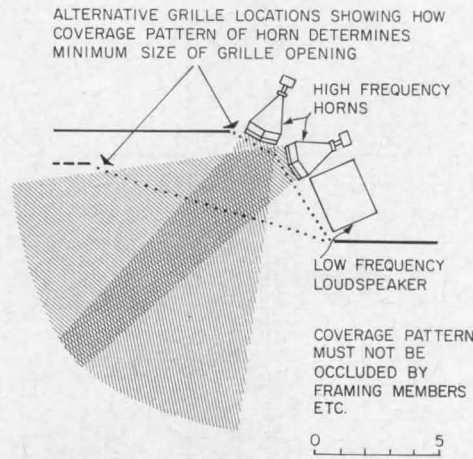 ALTERNATIVE GRILLE LOCATIONS SHOWING HOW
COVERAGE PATTERN OF HORN DETERMINES
MINIMUM SIZE OF GRILLE OPENING
HIGH FREQUENCY
HORNS
LOW FREQUENCY
LOUDSPEAKER
COVERAGE PATTERN
MUST NOT BE
OCCLUDED BY
FRAMING MEMBERS
ETC.
0 5